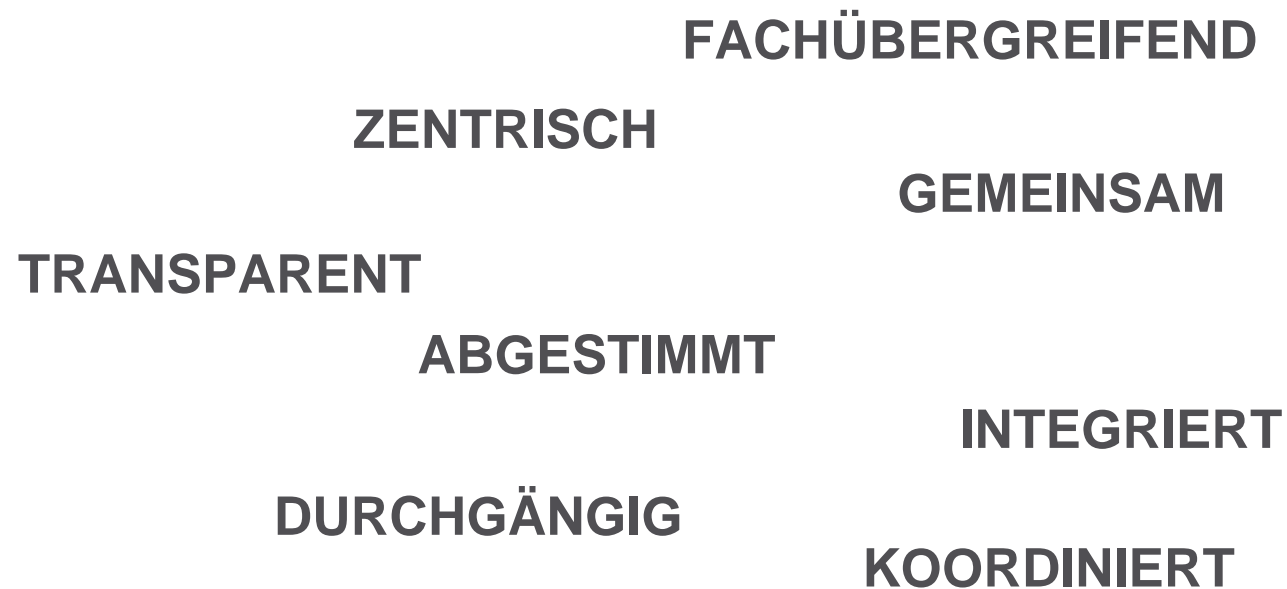 FACHÜBERGREIFEND
ZENTRISCH
GEMEINSAM
TRANSPARENT
ABGESTIMMT
INTEGRIERT
DURCHGÄNGIG
KOORDINIERT